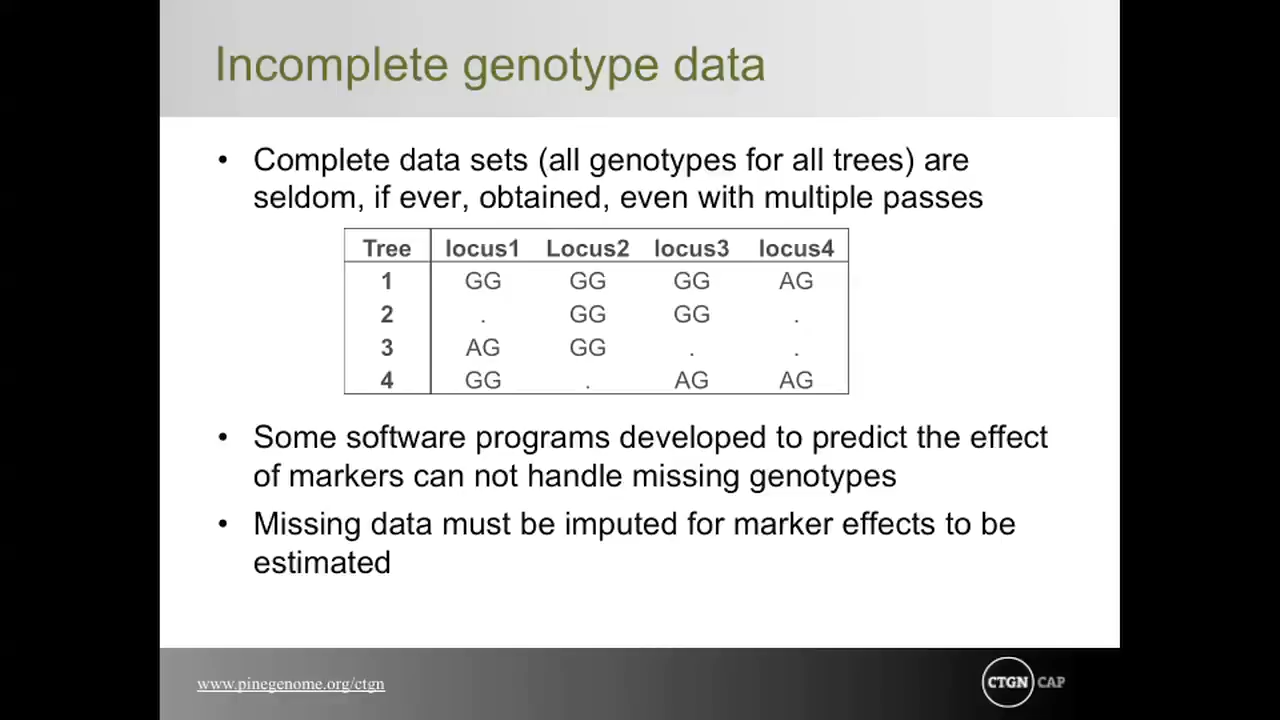 Incomplete genotype data
• Complete data sets (all genotypes for all trees) are
seldom, if ever, obtained, even with multiple passes
Tree locus1 Locus2 locus3 locus4
1 GG GG GG AG
2 . GG GG .
3 AG GG . .
4 GG . AG AG
• Some software programs developed to predict the effect
of markers can not handle missing genotypes
• Missing data must be imputed for marker effects to be
estimated
www.pinegenome.org/ctgn
CTGN CAP